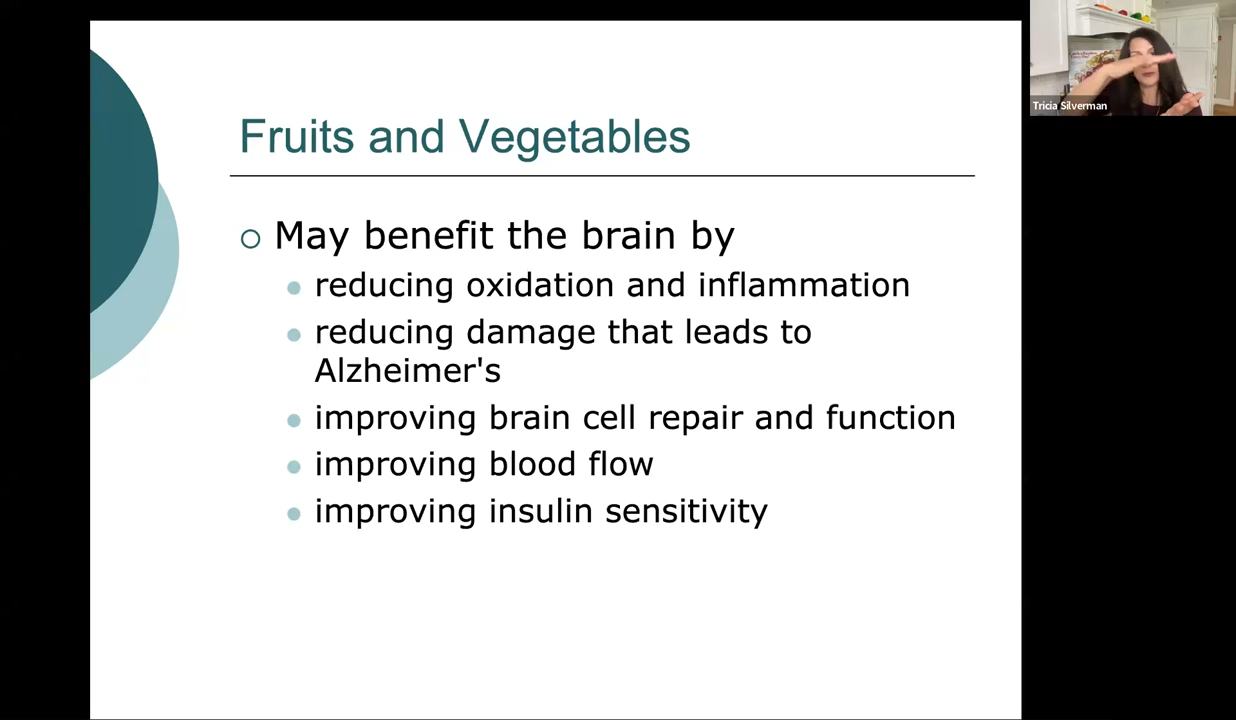 Fruits and Vegetables
May benefit the brain by
reducing oxidation and inflammation
reducing damage that leads to
Alzheimer's
improving brain cell repair and function
improving blood flow
improving insulin sensitivity
Tricia Silverman